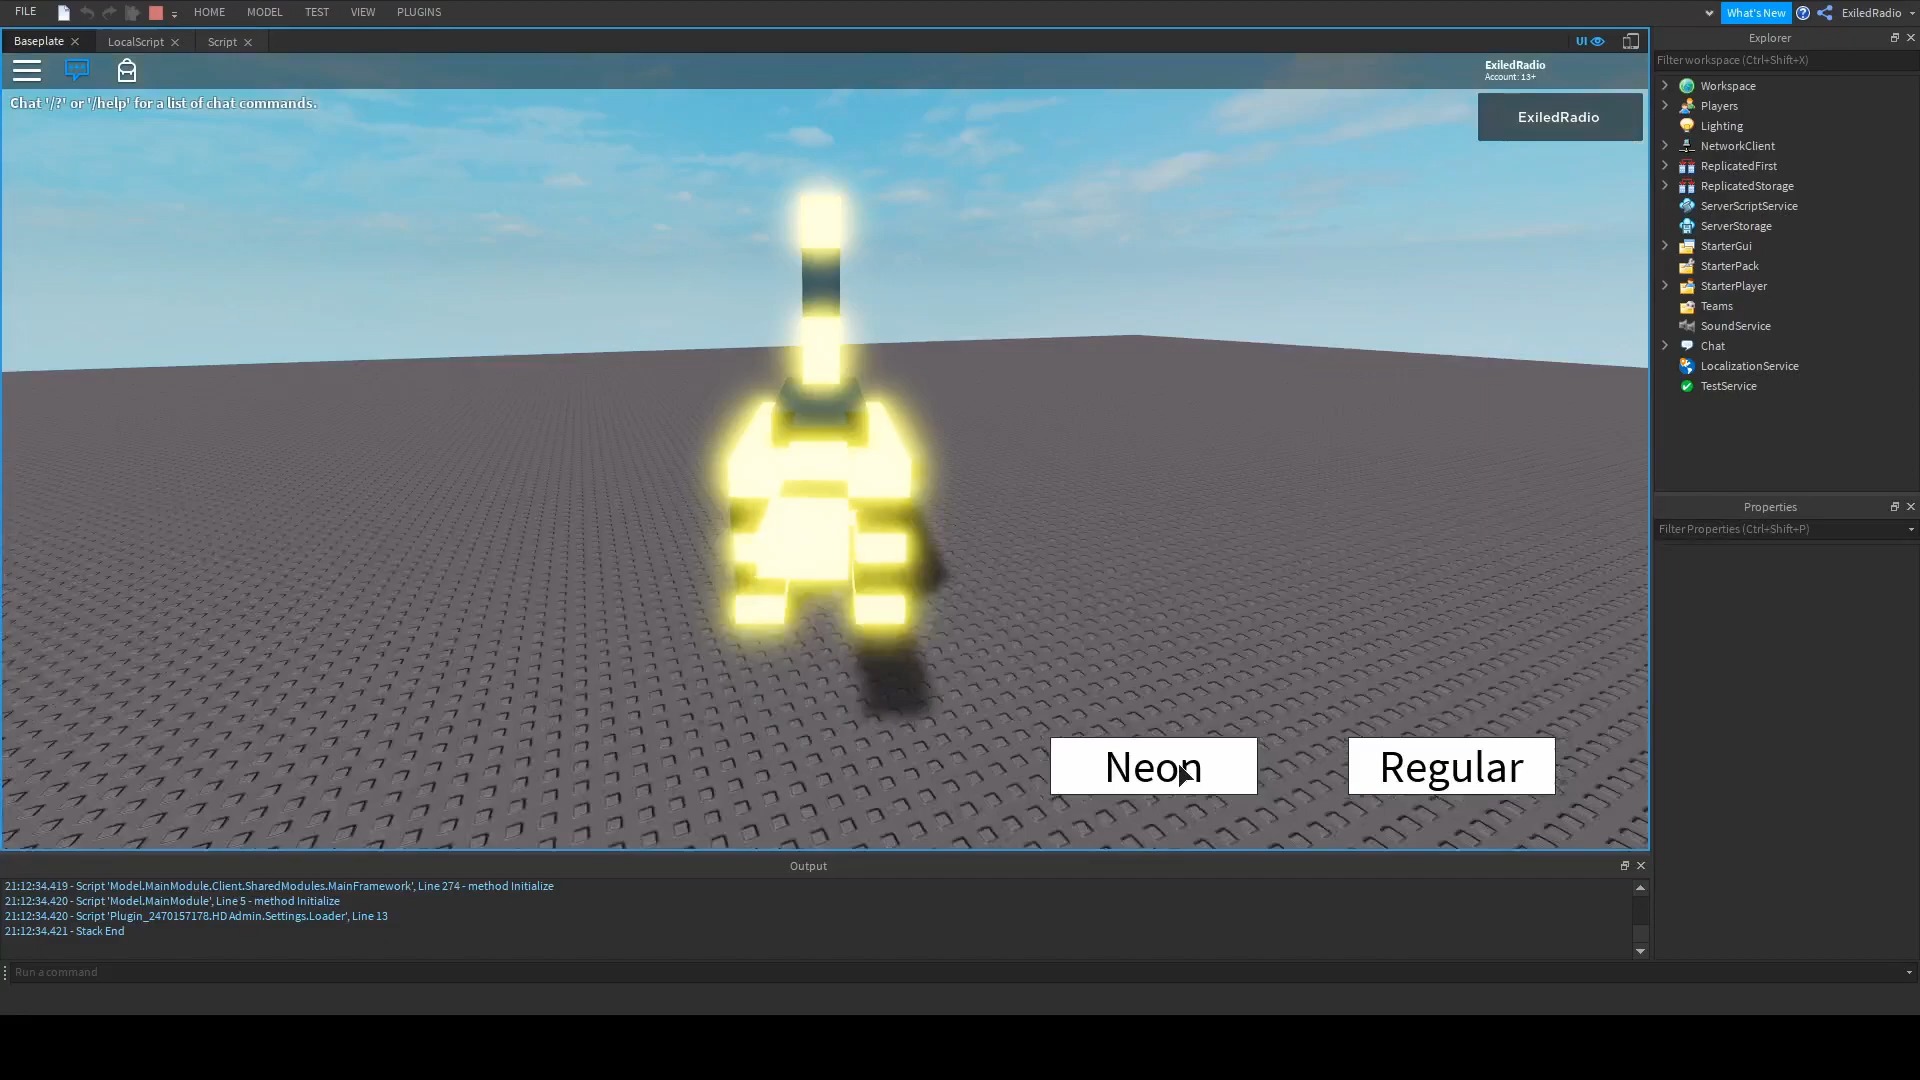 FILE HOME MODEL TEST VIEW PLUGINS What's New ExiledRadio
Baseplate LocalScript Script UI
Explorer
Filter workspace (Ctrl+Shift+X)
ExiledRadio
Account: 13+
Chat '/?' or '/help' for a list of chat commands.
ExiledRadio
Workspace
Players
Lighting
NetworkClient
ReplicatedFirst
ReplicatedStorage
ServerScriptService
ServerStorage
StarterGui
StarterPack
StarterPlayer
Teams
SoundService
Chat
LocalizationService
TestService
Properties
Filter Properties (Ctrl+Shift+P)
Neon Regular
Output
21:12:34.419 - Script 'Model.MainModule.Client.SharedModules.MainFramework', Line 274 - method Initialize
21:12:34.420 - Script 'Model.MainModule', Line 5 - method Initialize
21:12:34.420 - Script 'Plugin_2470157178.HD Admin.Settings.Loader', Line 13
21:12:34.421 - Stack End
Run a command